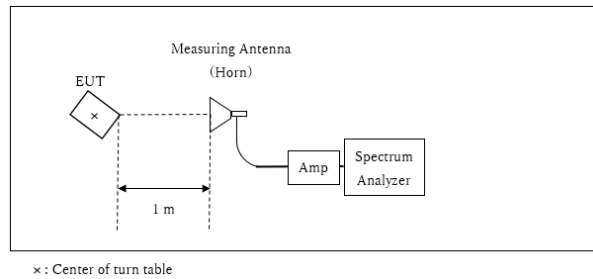 Measuring Antenna
(Horn)
EUT
×
Amp
Spectrum
Analyzer
1 m
× : Center of turn table